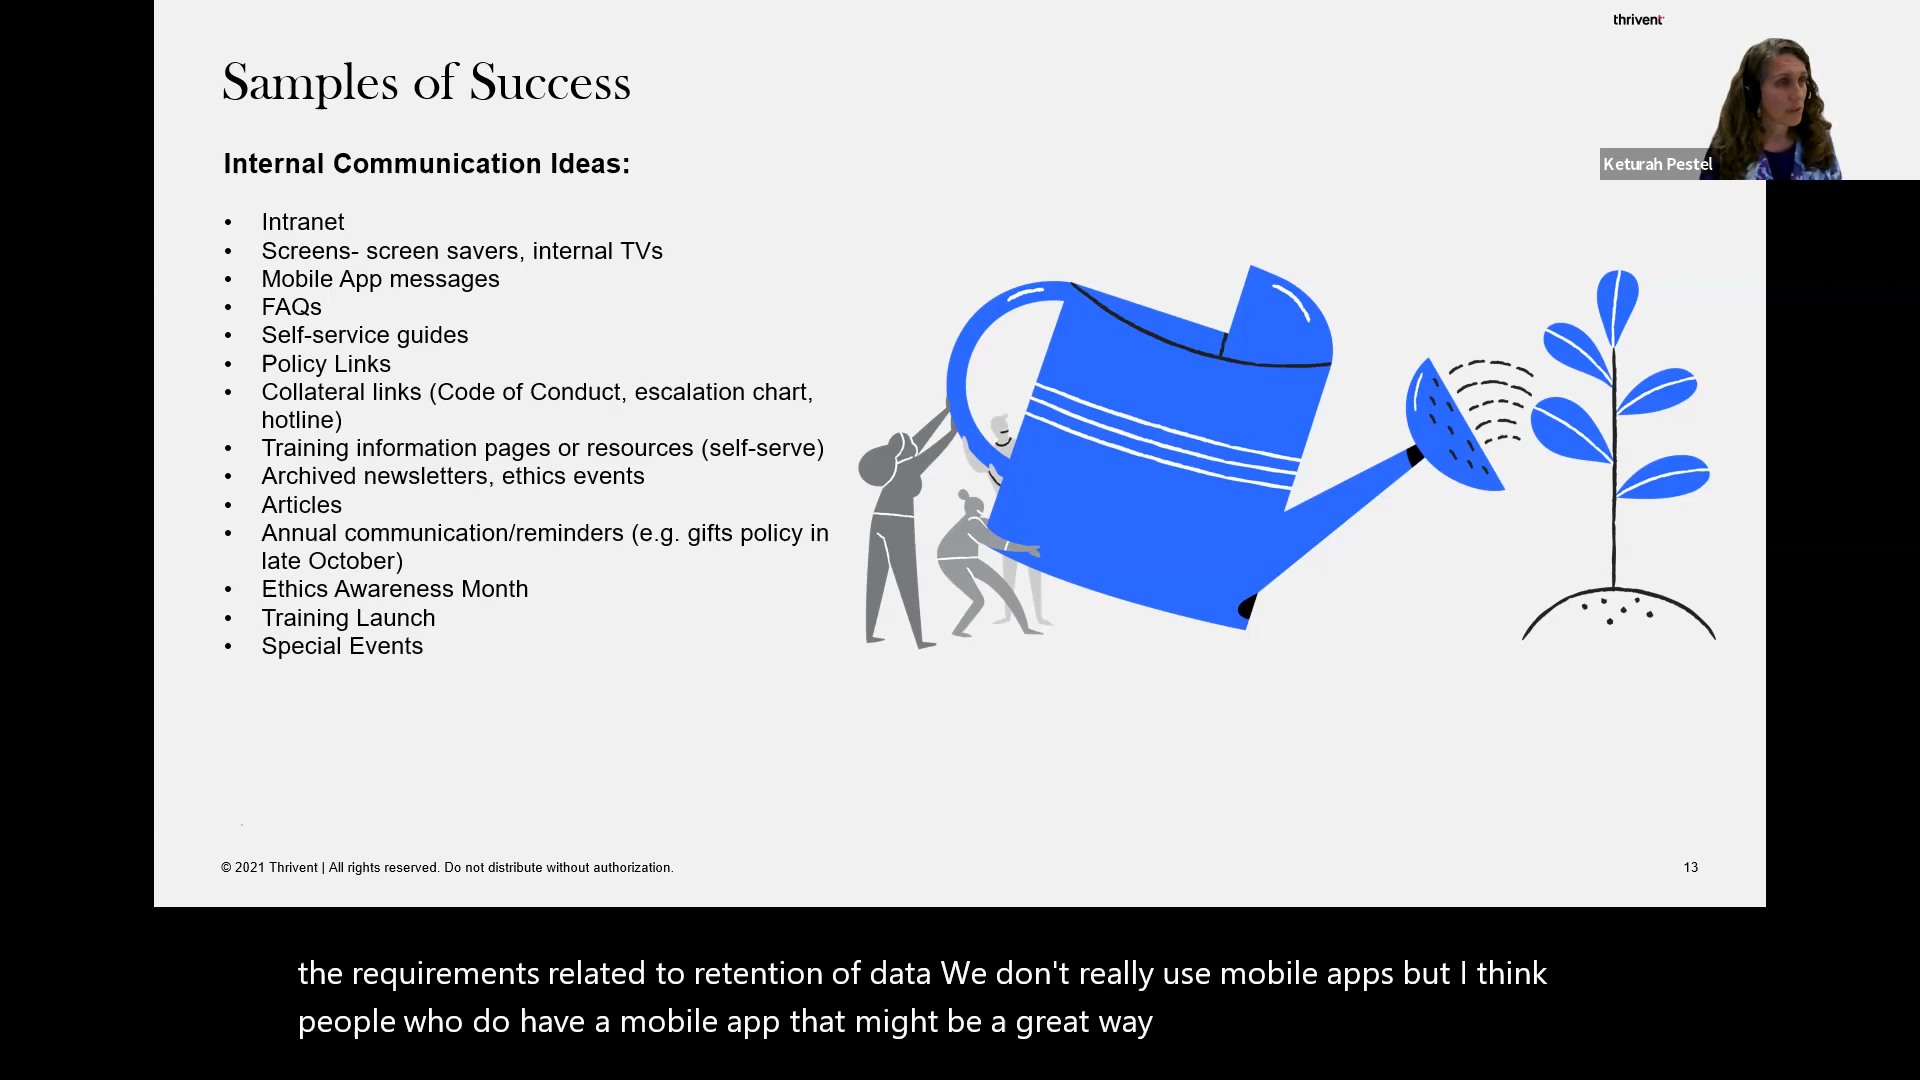 thrivent
Samples of Success
Keturah Pestel
Internal Communication Ideas:
• Intranet
• Screens- screen savers, internal TVs
• Mobile App messages
• FAQs
• Self-service guides
• Policy Links
• Collateral links (Code of Conduct, escalation chart,
hotline)
• Training information pages or resources (self-serve)
• Archived newsletters, ethics events
• Articles
• Annual communication/reminders (e.g. gifts policy in
late October)
• Ethics Awareness Month
• Training Launch
• Special Events
© 2021 Thrivent | All rights reserved. Do not distribute without authorization.
13
the requirements related to retention of data We don't really use mobile apps but I think
people who do have a mobile app that might be a great way